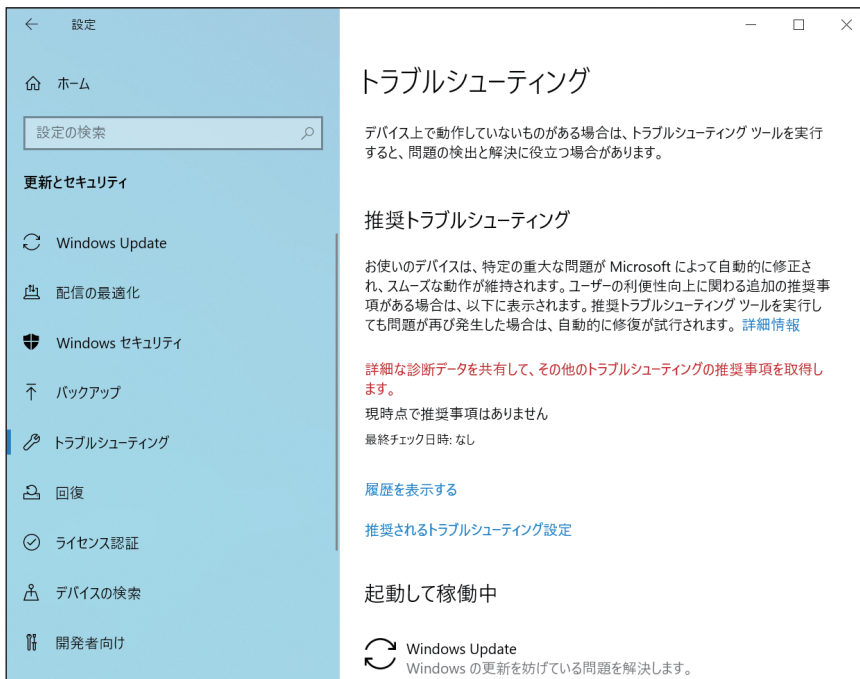 設定
ホーム
設定の検索
更新とセキュリティ
Windows Update
配信の最適化
Windows セキュリティ
バックアップ
トラブルシューティング
回復
ライセンス認証
デバイスの検索
開発者向け
トラブルシューティング
デバイス上で動作していないものがある場合は、トラブルシューティング ツールを実行
すると、問題の検出と解決に役立つ場合があります。
推奨トラブルシューティング
お使いのデバイスは、特定の重大な問題が Microsoft によって自動的に修正さ
れ、スムーズな動作が維持されます。ユーザーの利便性向上に関わる追加の推奨事
項がある場合は、以下に表示されます。推奨トラブルシューティング ツールを実行し
ても問題が再び発生した場合は、自動的に修復が試行されます。 詳細情報
詳細な診断データを共有して、その他のトラブルシューティングの推奨事項を取得し
ます。
現時点で推奨事項はありません
最終チェック日時: なし
履歴を表示する
推奨されるトラブルシューティング設定
起動して稼働中
Windows Update
Windows の更新を妨げている問題を解決します。